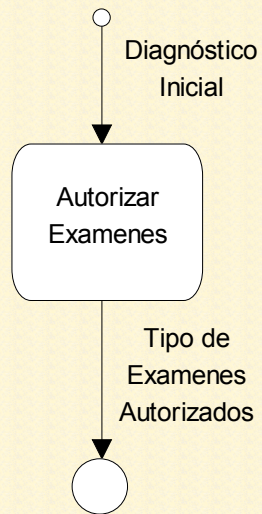 Diagnóstico
Inicial
Autorizar
Examenes
Tipo de
Examenes
Autorizados